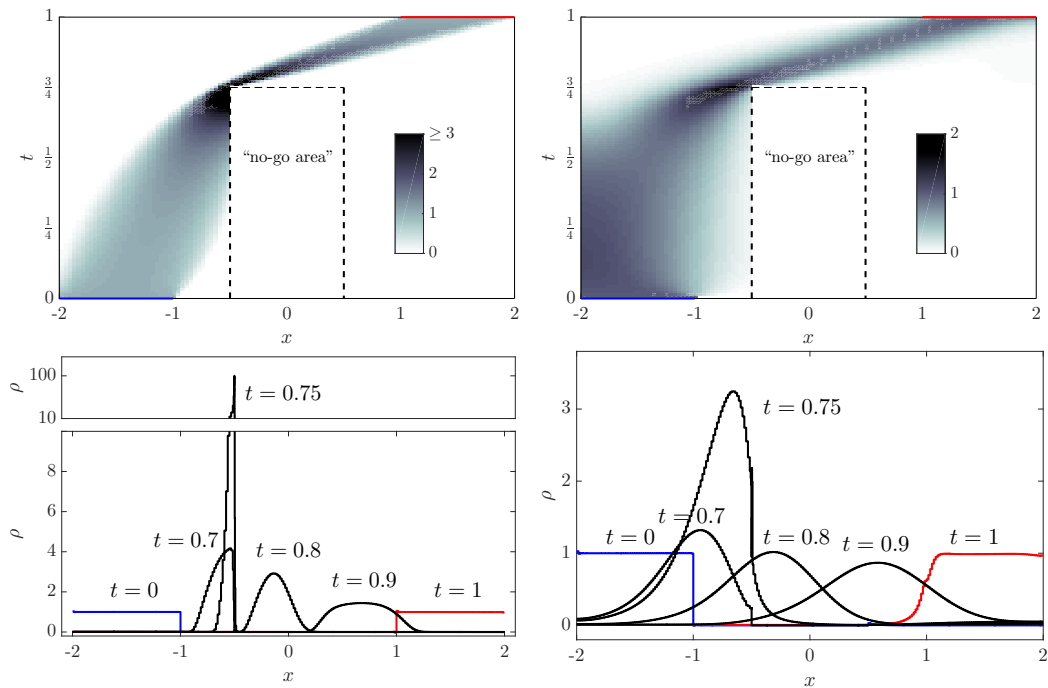 1
3/4
t
1/2
1/4
0
-2
-1
0
1
2
x
"no-go area"
≥ 3
2
1
0
1
3/4
t
1/2
1/4
0
-2
-1
0
1
2
x
"no-go area"
2
1
0
ρ
100
10
t = 0.75
ρ
8
6
4
2
0
t = 0.7
t = 0.8
t = 0.9
t = 0
t = 1
-2
-1
0
1
2
x
ρ
3
2
1
0
t = 0.75
t = 0
t = 0.7
t = 0.8
t = 0.9
t = 1
-2
-1
0
1
2
x